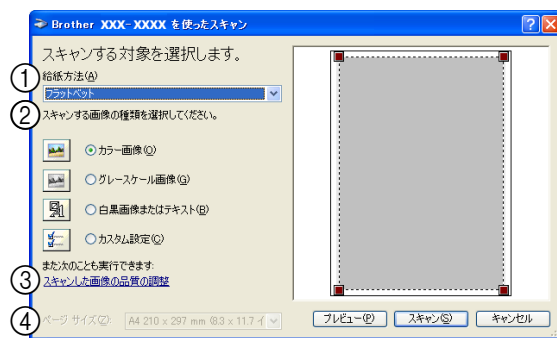 Brother XXX-XXXX を使ったスキャン
スキャンする対象を選択します。
① 給紙方法(A)
フラットベット
② スキャンする画像の種類を選択してください。
カラー画像(O)
グレースケール画像(G)
白黒画像またはテキスト(B)
カスタム設定(C)
また次のことも実行できます:
③ スキャンした画像の品質の調整
④ ページ サイズ(Z): A4 210 x 297 mm (8.3 x 11.7 イ
プレビュー(P) スキャン(S) キャンセル